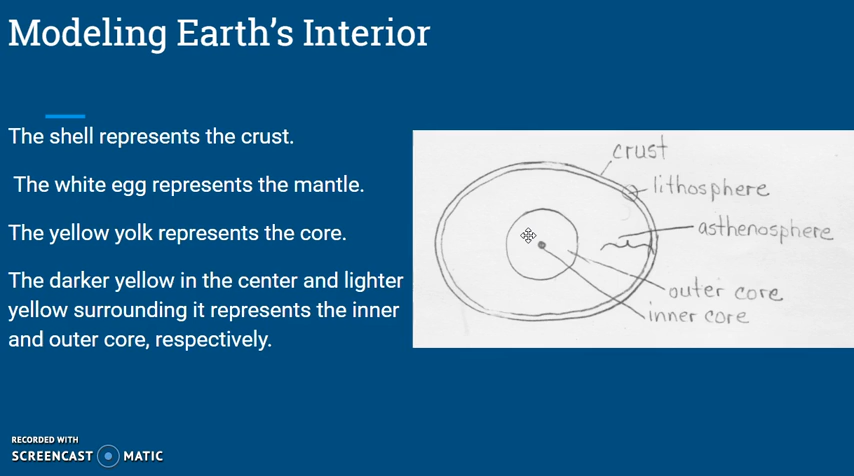 Modeling Earth's Interior
The shell represents the crust.
The white egg represents the mantle.
The yellow yolk represents the core.
The darker yellow in the center and lighter
yellow surrounding it represents the inner
and outer core, respectively.
crust
lithosphere
asthenosphere
outer core
inner core
RECORDED WITH
SCREENCAST MATIC